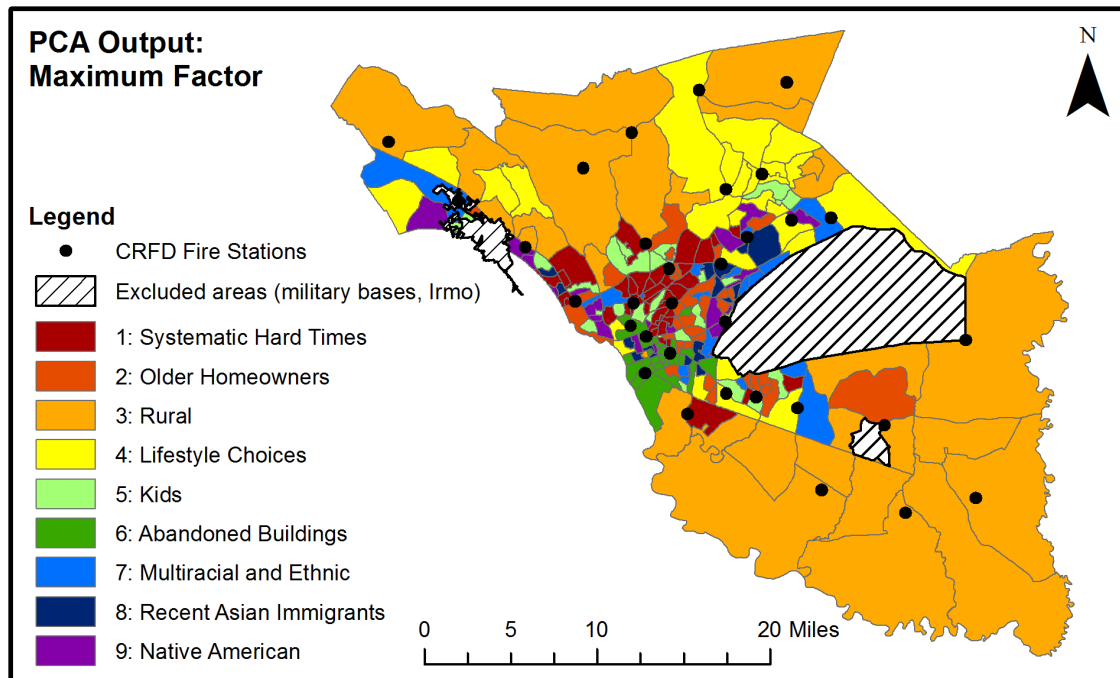 PCA Output:
Maximum Factor
N
Legend
CRFD Fire Stations
Excluded areas (military bases, Irmo)
1: Systematic Hard Times
2: Older Homeowners
3: Rural
4: Lifestyle Choices
5: Kids
6: Abandoned Buildings
7: Multiracial and Ethnic
8: Recent Asian Immigrants
9: Native American
0 5 10 20 Miles